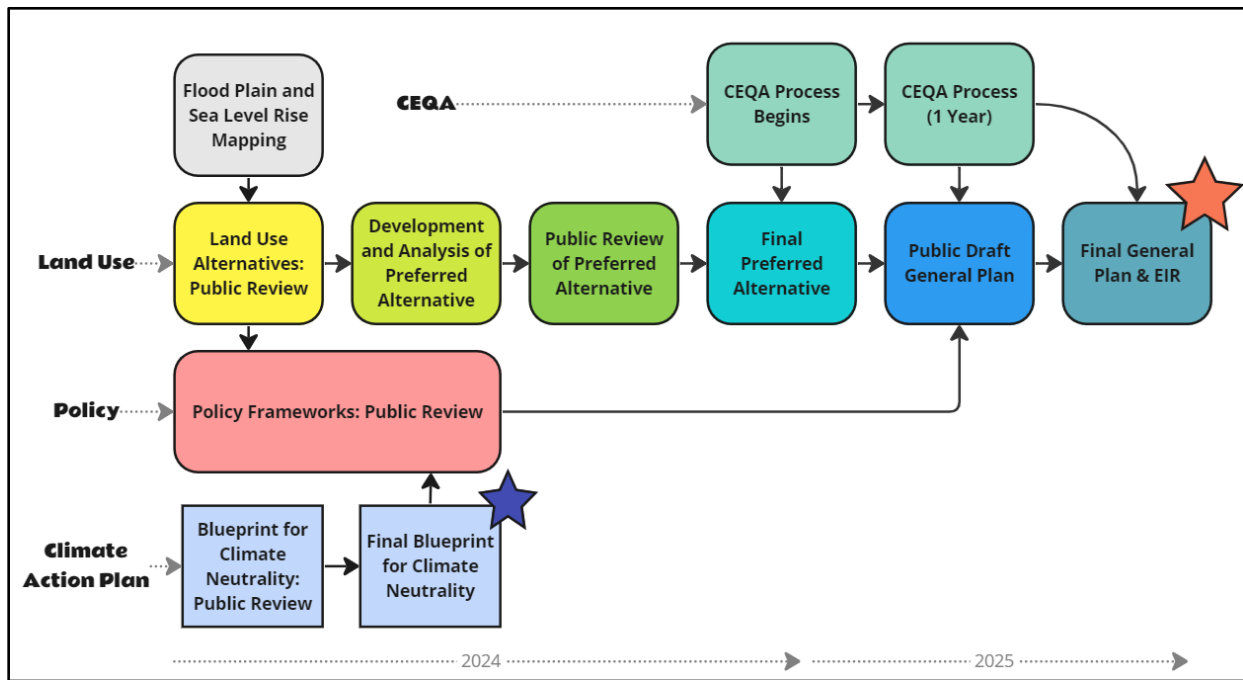 Flood Plain and
Sea Level Rise
Mapping
CEQA
CEQA Process
Begins
CEQA Process
(1 Year)
Land Use
Land Use
Alternatives:
Public Review
Development
and Analysis of
Preferred
Alternative
Public Review
of Preferred
Alternative
Final
Preferred
Alternative
Public Draft
General Plan
Final General
Plan & EIR
Policy
Policy Frameworks: Public Review
Climate
Action Plan
Blueprint for
Climate
Neutrality:
Public Review
Final Blueprint
for Climate
Neutrality
2024
2025